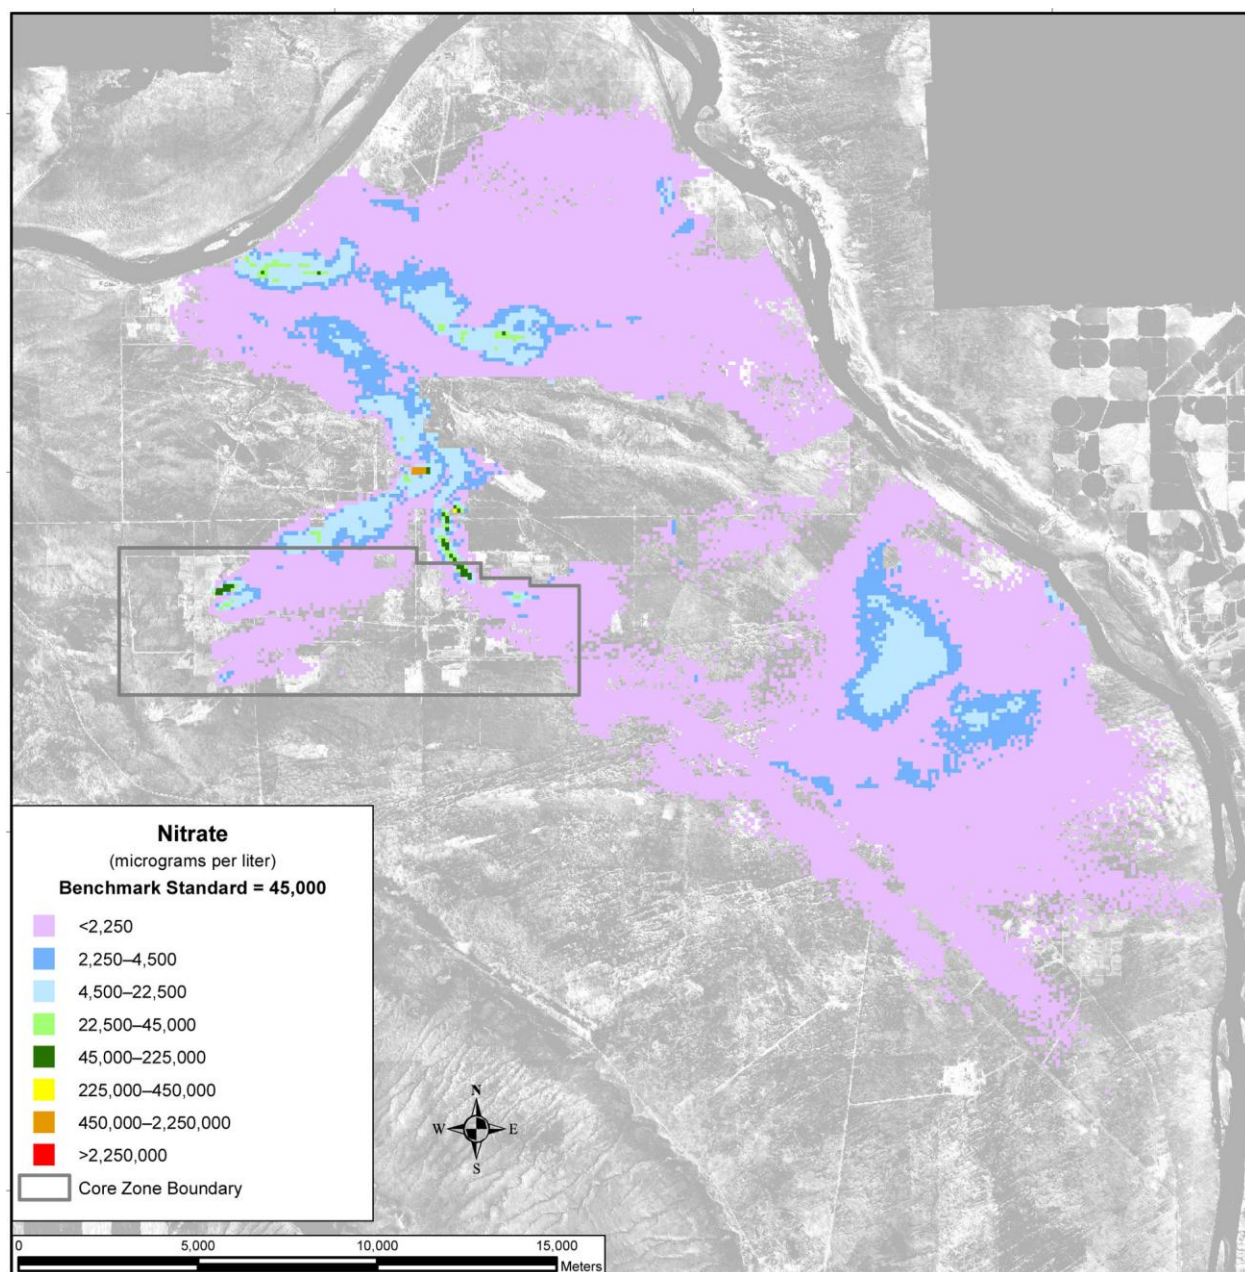 N
W E
S
Nitrate
(micrograms per liter)
Benchmark Standard = 45,000
<2,250
2,250–4,500
4,500–22,500
22,500–45,000
45,000–225,000
225,000–450,000
450,000–2,250,000
>2,250,000
Core Zone Boundary
0 5,000 10,000 15,000
Meters